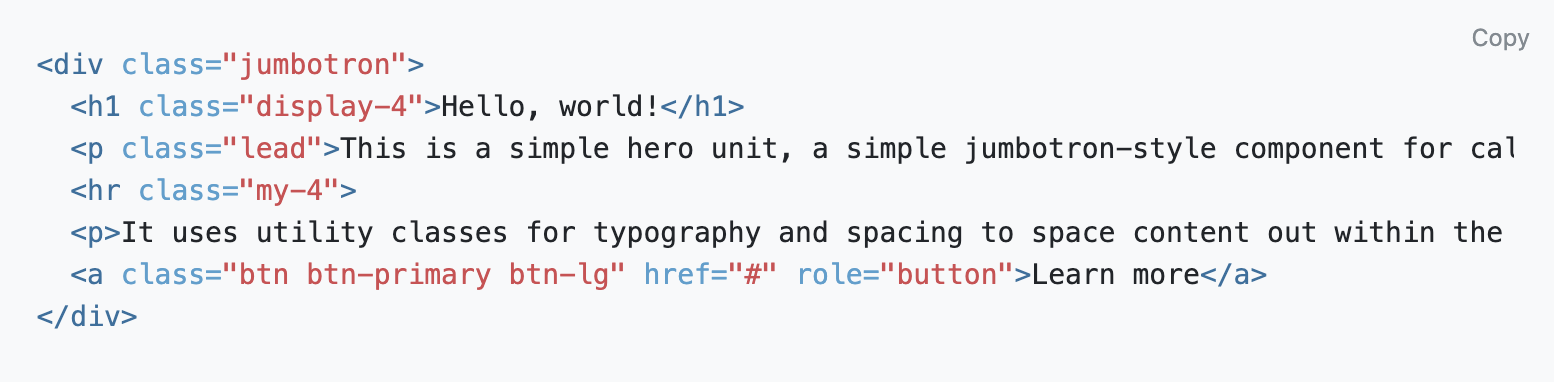 Copy
<div class="jumbotron">
  <h1 class="display-4">Hello, world!</h1>
  <p class="lead">This is a simple hero unit, a simple jumbotron-style component for cal
  <hr class="my-4">
  <p>It uses utility classes for typography and spacing to space content out within the
  <a class="btn btn-primary btn-lg" href="#" role="button">Learn more</a>
</div>